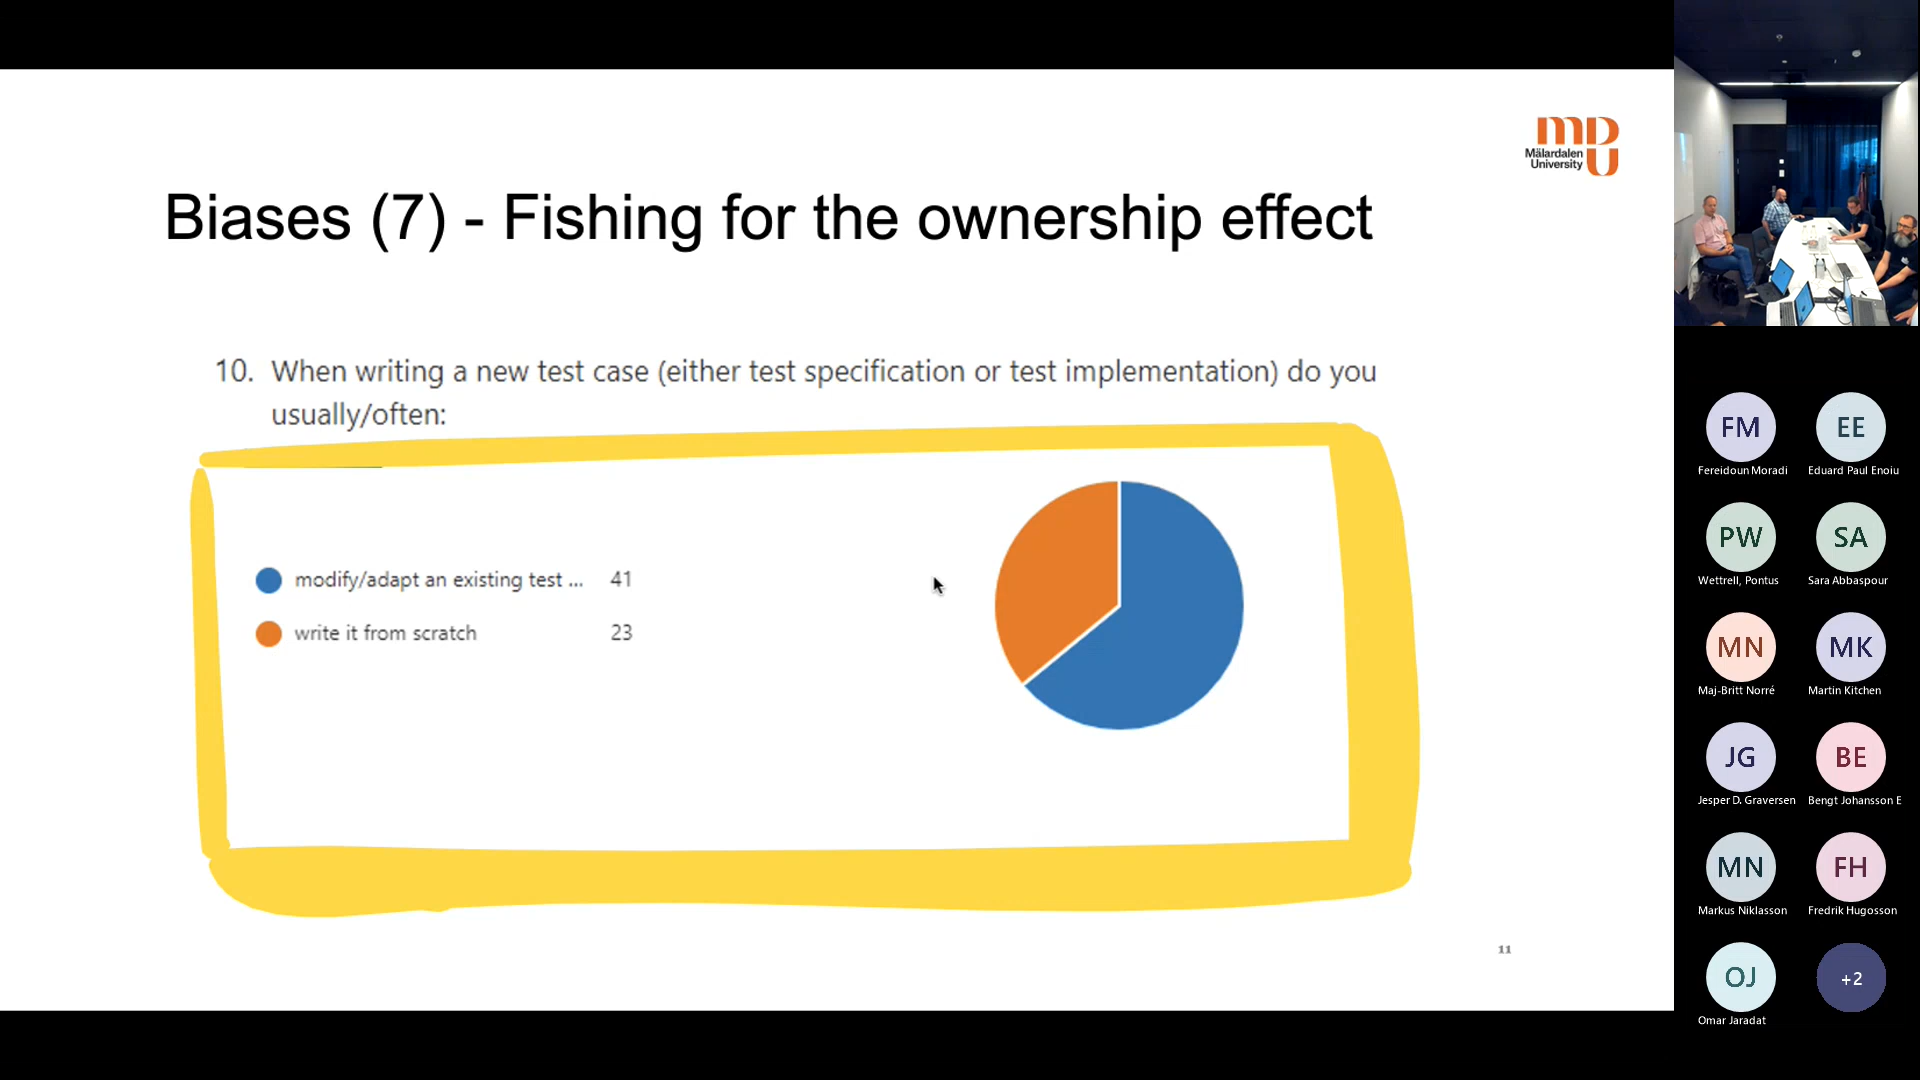 mDU
Mälardalen
University
Biases (7) - Fishing for the ownership effect
10. When writing a new test case (either test specification or test implementation) do you
usually/often:
modify/adapt an existing test ... 41
write it from scratch 23
11
FM
Fereidoun Moradi
EE
Eduard Paul Enoiu
PW
Wettrell, Pontus
SA
Sara Abbaspour
MN
Maj-Britt Norré
MK
Martin Kitchen
JG
Jesper D. Graversen
BE
Bengt Johansson E
MN
Markus Niklasson
FH
Fredrik Hugosson
OJ
Omar Jaradat
+2